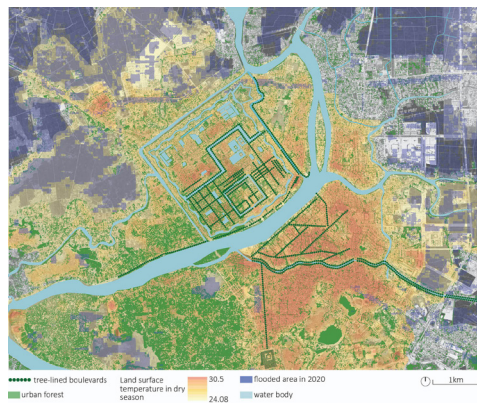 tree-lined boulevards
urban forest
Land surface
temperature in dry
season
30.5
24.08
flooded area in 2020
water body
1km